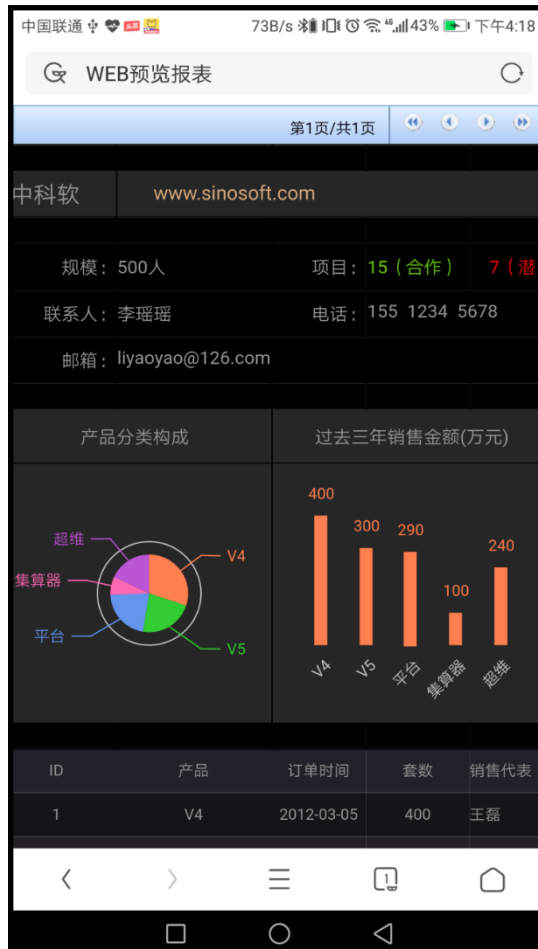 中国联通 73B/s 46 43% 下午4:18
WEB预览报表
第1页/共1页
中科软 www.sinosoft.com
规模： 500人 项目： 15（合作） 7（潜
联系人： 李瑶瑶 电话： 155 1234 5678
邮箱： liyaoyao@126.com
产品分类构成 过去三年销售金额(万元)
超维
V4
集算器
平台
V5
400
300
290
100
240
V4
V5
平台
集算器
超维
ID 产品 订单时间 套数 销售代表
1 V4 2012-03-05 400 王磊
1